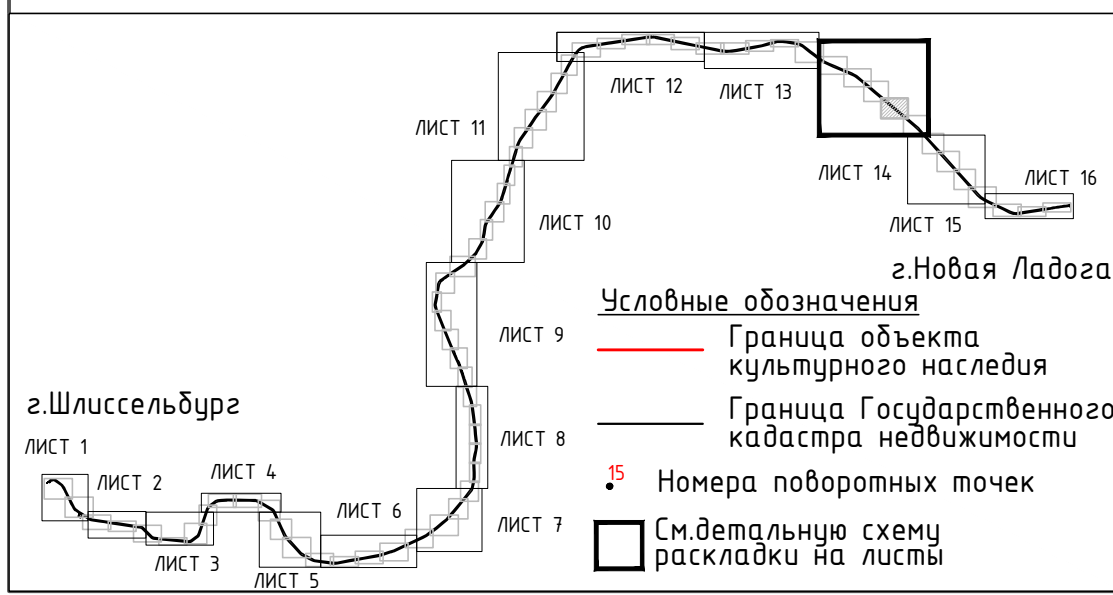 ЛИСТ 12
ЛИСТ 13
ЛИСТ 11
ЛИСТ 14
ЛИСТ 16
ЛИСТ 10
ЛИСТ 15
г.Новая Ладога
ЛИСТ 9
г.Шлиссельбург
ЛИСТ 8
ЛИСТ 1
ЛИСТ 2
ЛИСТ 4
ЛИСТ 6
ЛИСТ 7
ЛИСТ 3
ЛИСТ 5
Условные обозначения
Граница объекта
культурного наследия
Граница Государственного
кадастра недвижимости
15
Номера поворотных точек
См.детальную схему
раскладки на листы